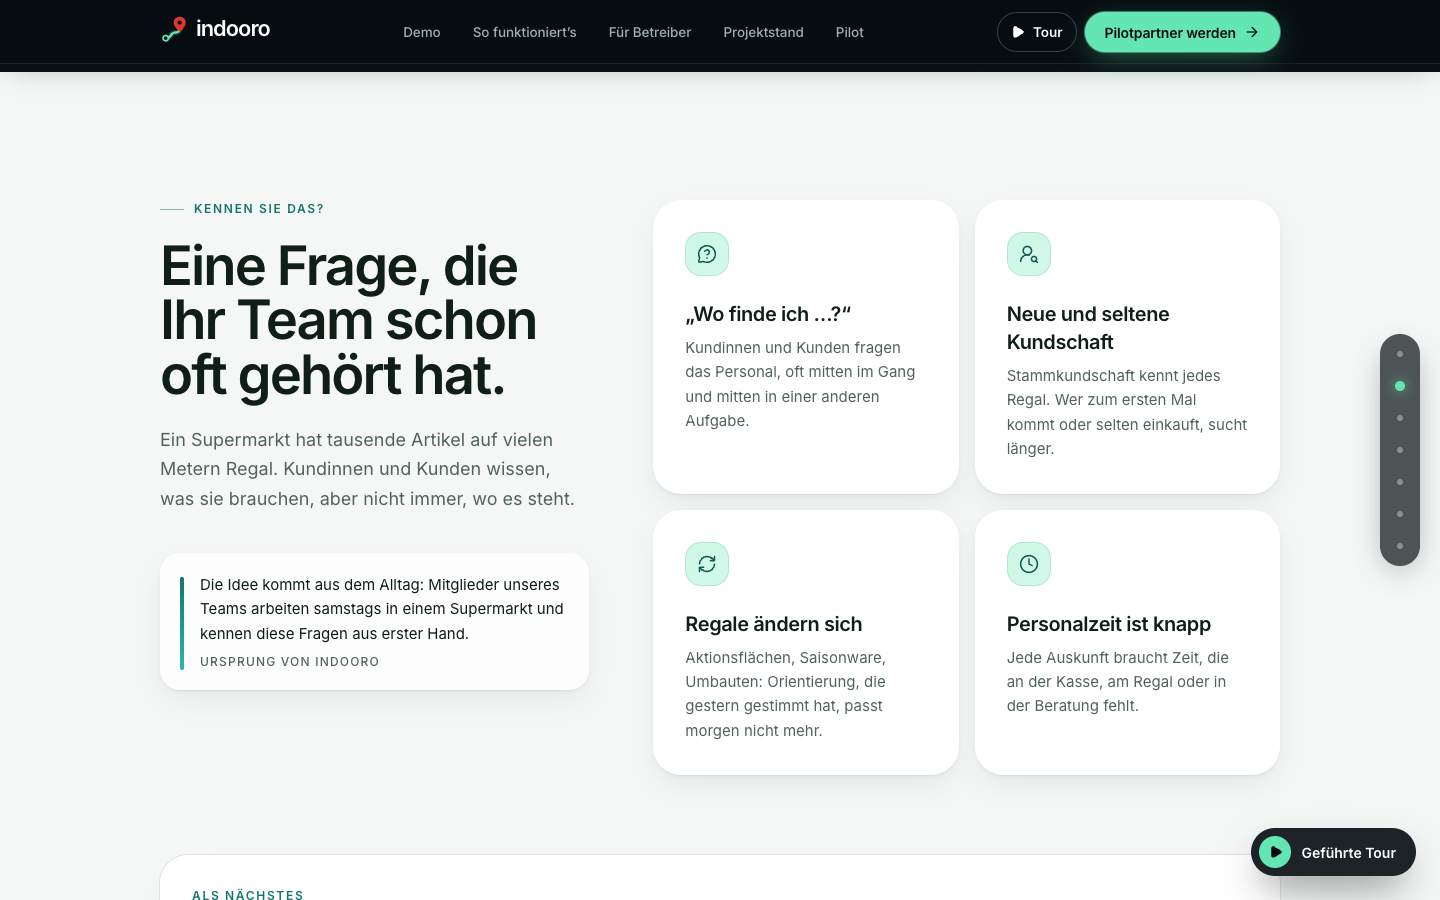 indooro
Demo
So funktioniert's
Für Betreiber
Projektstand
Pilot
Tour
Pilotpartner werden
KENNEN SIE DAS?
Eine Frage, die
Ihr Team schon
oft gehört hat.
Ein Supermarkt hat tausende Artikel auf vielen
Metern Regal. Kundinnen und Kunden wissen,
was sie brauchen, aber nicht immer, wo es steht.
Die Idee kommt aus dem Alltag: Mitglieder unseres
Teams arbeiten samstags in einem Supermarkt und
kennen diese Fragen aus erster Hand.
URSPRUNG VON INDOORO
„Wo finde ich …?“
Kundinnen und Kunden fragen
das Personal, oft mitten im Gang
und mitten in einer anderen
Aufgabe.
Neue und seltene
Kundschaft
Stammkundschaft kennt jedes
Regal. Wer zum ersten Mal
kommt oder selten einkauft, sucht
länger.
Regale ändern sich
Aktionsflächen, Saisonware,
Umbauten: Orientierung, die
gestern gestimmt hat, passt
morgen nicht mehr.
Personalzeit ist knapp
Jede Auskunft braucht Zeit, die
an der Kasse, am Regal oder in
der Beratung fehlt.
ALS NÄCHSTES
Geführte Tour